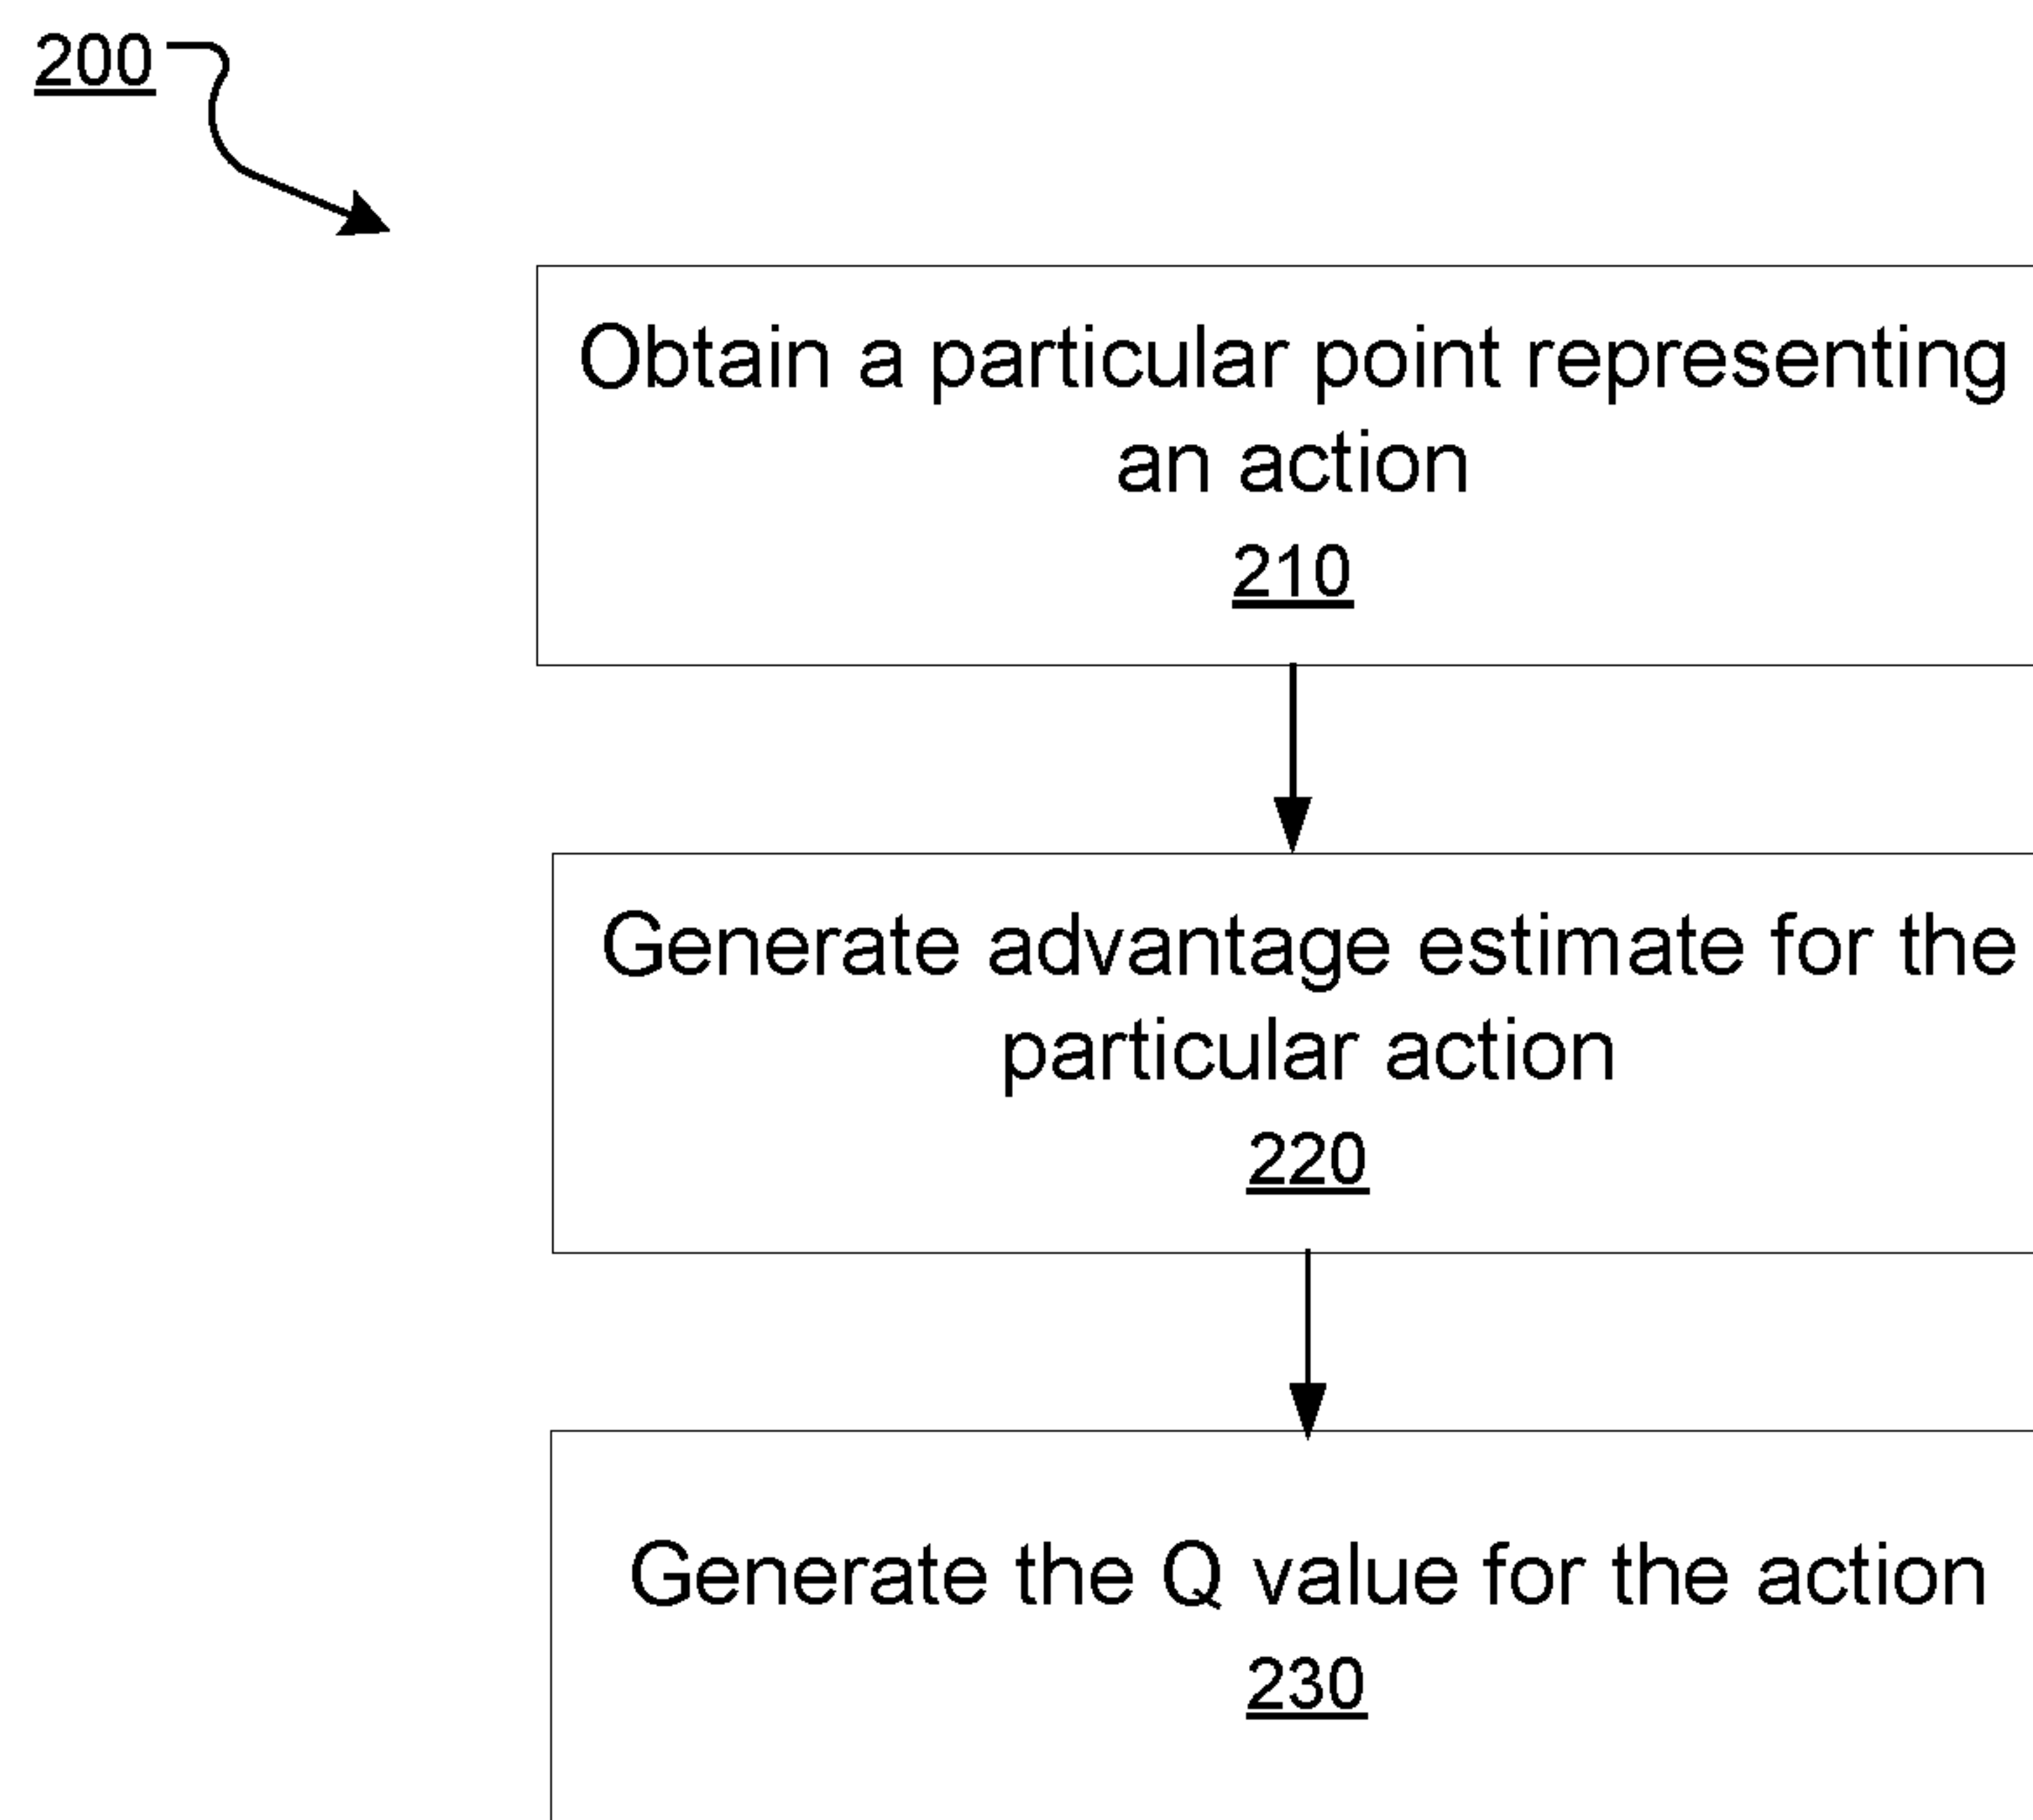 200
Obtain a particular point representing
an action
210
Generate advantage estimate for the
particular action
220
Generate the Q value for the action
230